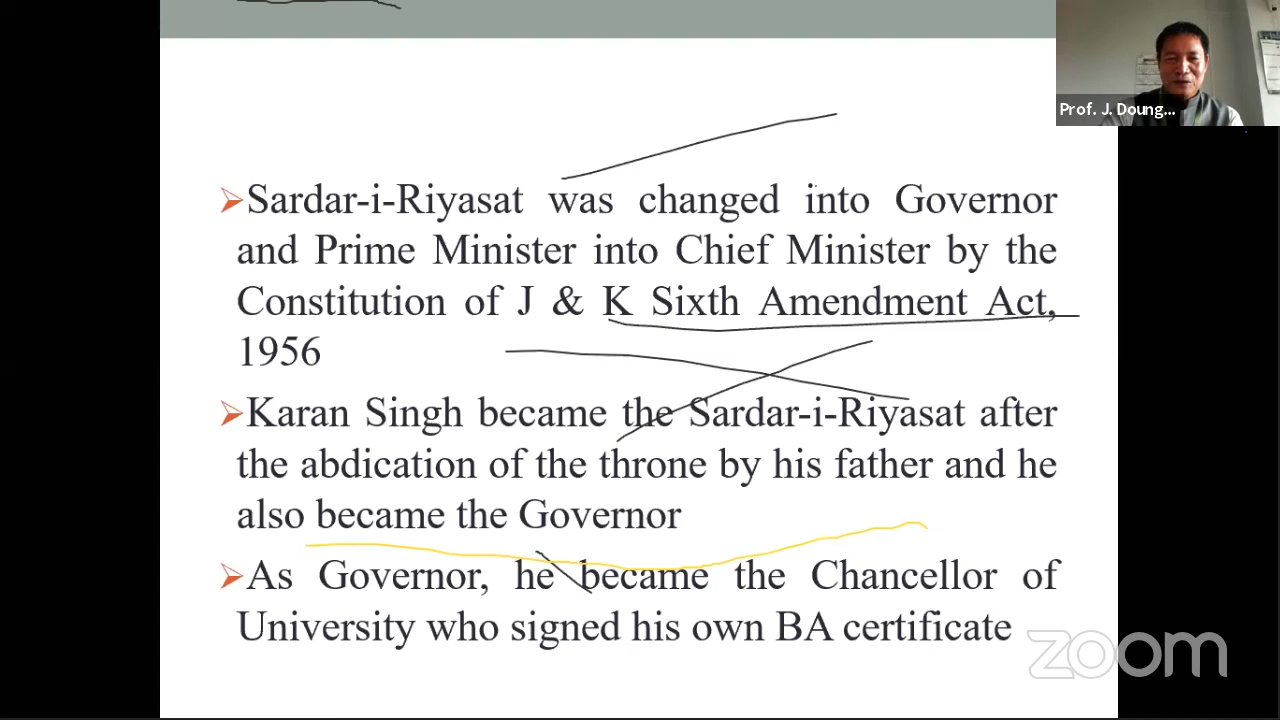 Prof. J. Doung...
➢Sardar-i-Riyasat was changed into Governor
and Prime Minister into Chief Minister by the
Constitution of J & K Sixth Amendment Act,
1956
➢Karan Singh became the Sardar-i-Riyasat after
the abdication of the throne by his father and he
also became the Governor
➢As Governor, he became the Chancellor of
University who signed his own BA certificate
zoom